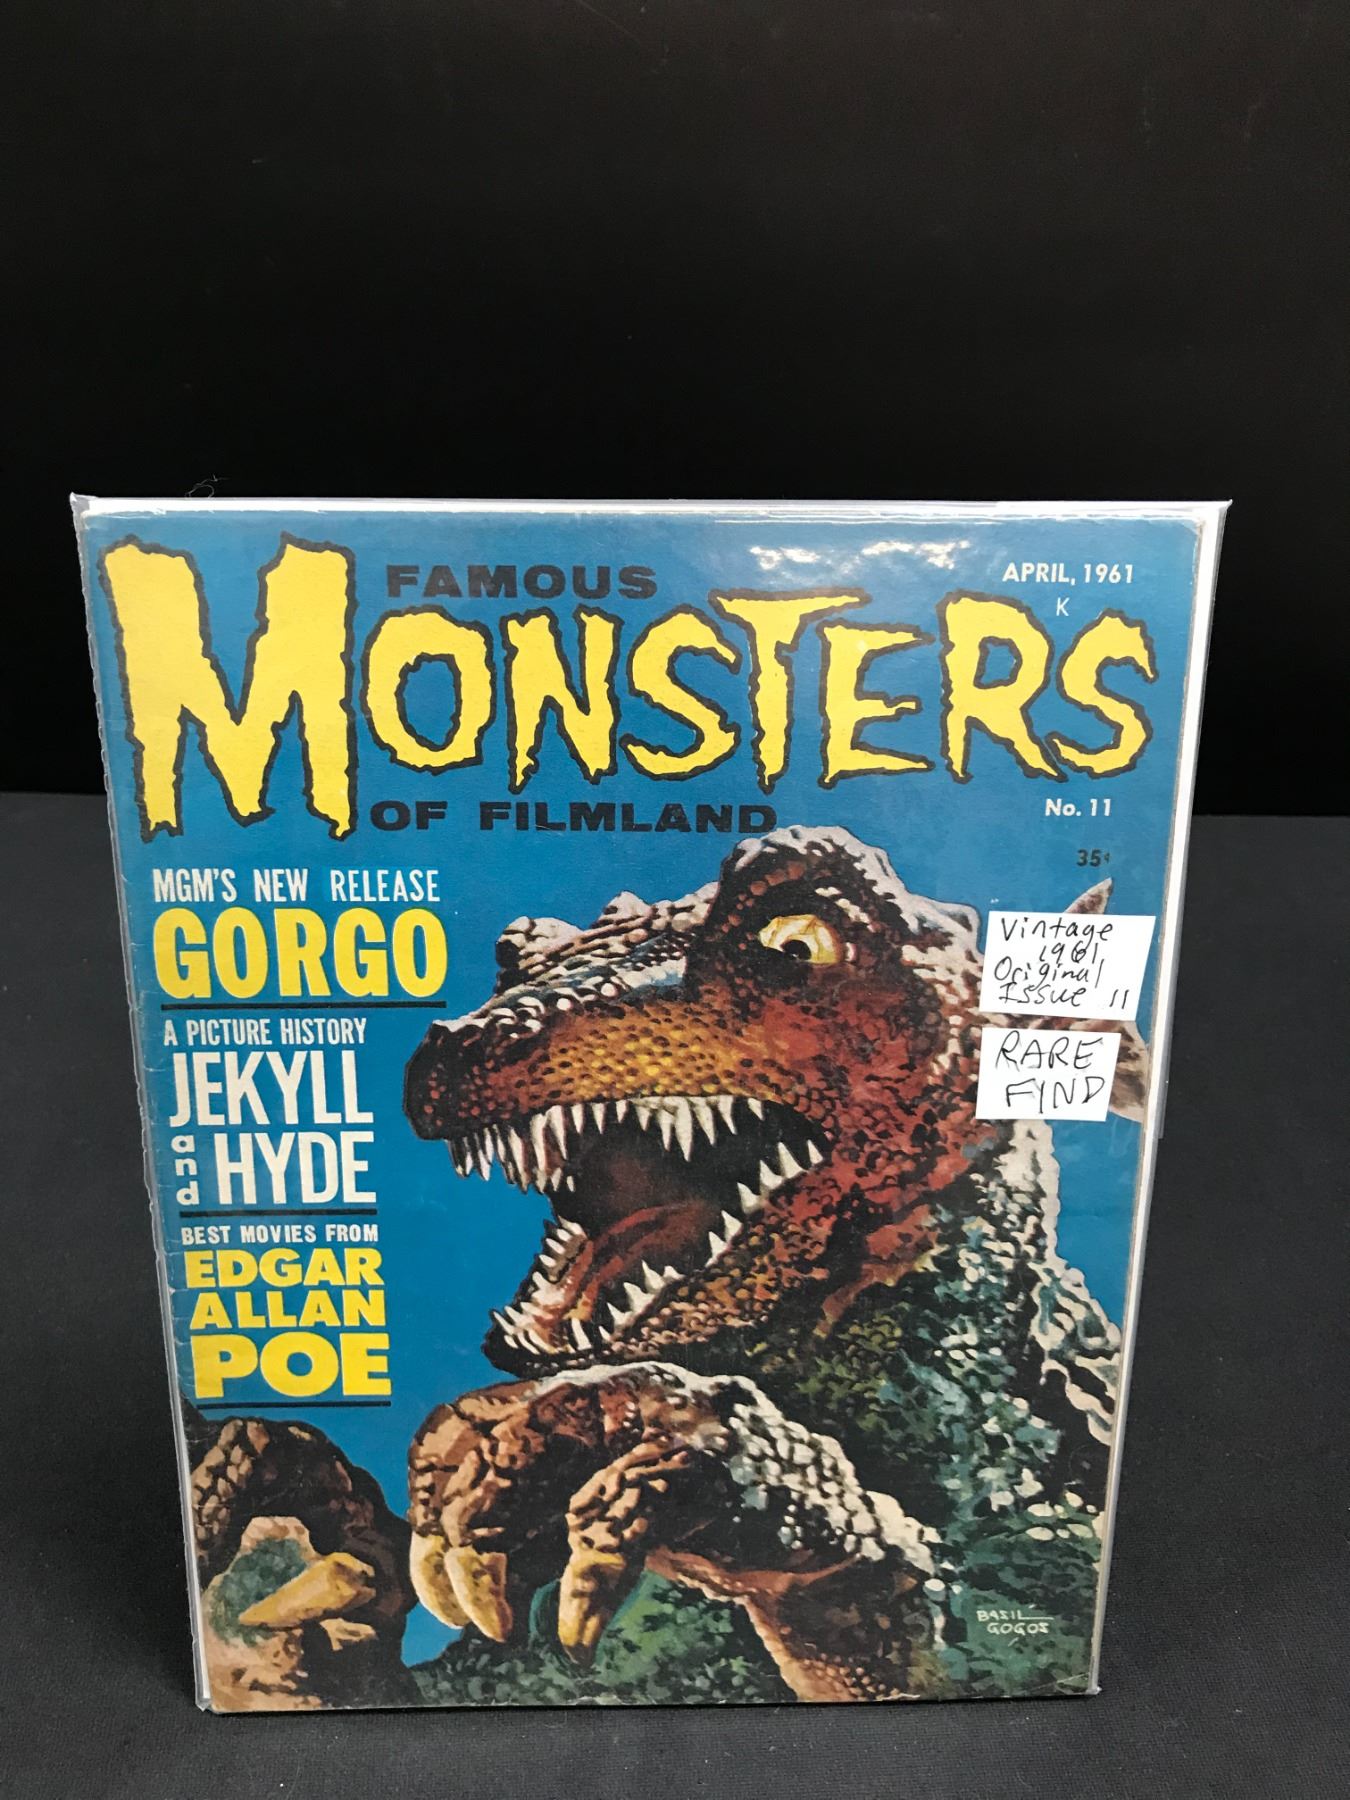 FAMOUS
APRIL, 1961
K
MONSTERS
OF FILMLAND
No. 11
35¢
MGM'S NEW RELEASE
GORGO
A PICTURE HISTORY
JEKYLL
and
HYDE
BEST MOVIES FROM
EDGAR
ALLAN
POE
Vintage
1961
Original
Issue 11
RARE
FIND
BASIL
GOGOS